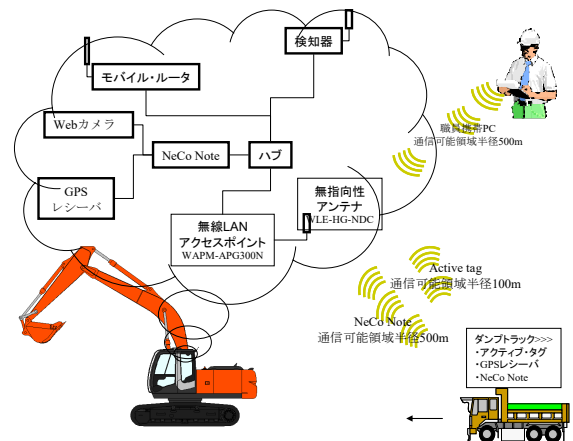 検知器
モバイル・ルータ
Webカメラ
NeCo Note
ハブ
GPS
レシーバ
無指向性
アンテナ
WLE-HG-NDC
無線LAN
アクセスポイント
WAPM-APG300N
職員携帯PC
通信可能領域半径500m
Active tag
通信可能領域半径100m
NeCo Note
通信可能領域半径500m
ダンプトラック>>>
・アクティブ・タグ
・GPSレシーバ
・NeCo Note